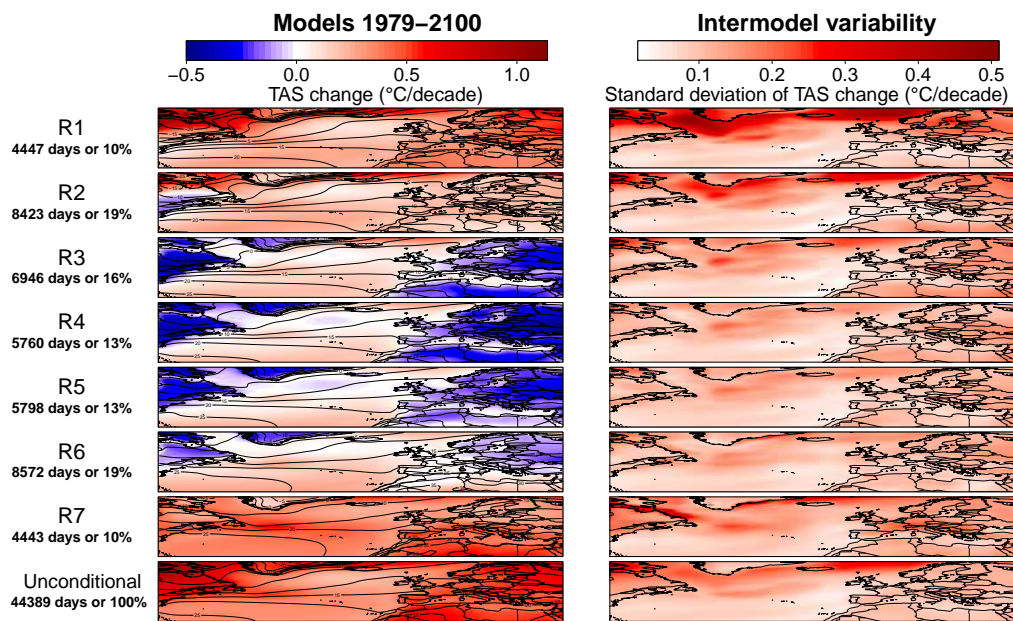 Models 1979−2100
Intermodel variability
−0.5 0.0 0.5 1.0
0.1 0.2 0.3 0.4 0.5
TAS change (°C/decade)
Standard deviation of TAS change (°C/decade)
R1
4447 days or 10%
R2
8423 days or 19%
R3
6946 days or 16%
R4
5760 days or 13%
R5
5798 days or 13%
R6
8572 days or 19%
R7
4443 days or 10%
Unconditional
44389 days or 100%